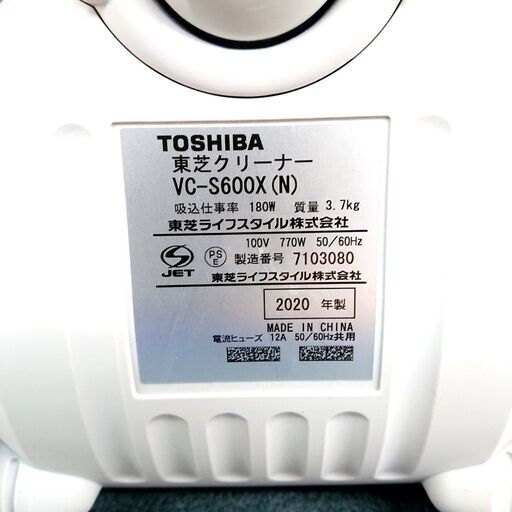 TOSHIBA
東芝クリーナー
VC-S600X(N)
吸込仕事率 180W 質量 3.7kg
東芝ライフスタイル株式会社
100V 770W 50/60Hz
S JET PS E 製造番号 7103080
東芝ライフスタイル株式会社
2020 年製
MADE IN CHINA
電流ヒューズ 12A 50/60Hz共用